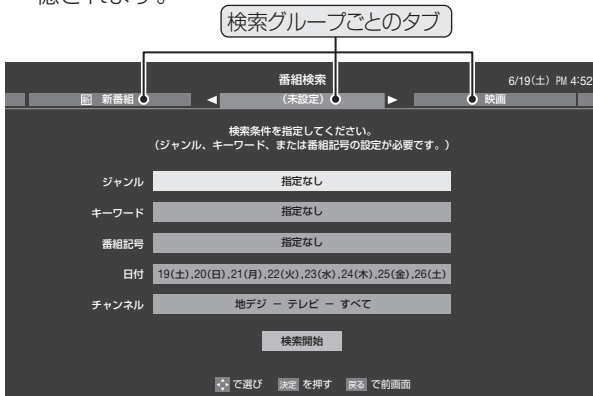 憶されます。
検索グループごとのタブ
番組検索 6/19(土) PM 4:52
新 新番組 ◀ (未設定) ▶ 映画
検索条件を指定してください。
(ジャンル、キーワード、または番組記号の設定が必要です。)
ジャンル 指定なし
キーワード 指定なし
番組記号 指定なし
日付 19(土),20(日),21(月),22(火),23(水),24(木),25(金),26(土)
チャンネル 地デジ － テレビ － すべて
検索開始
で選び 決定 を押す 戻る で前画面